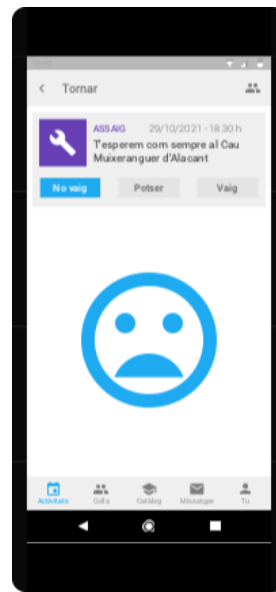 Tornar
ASSAIG 29/10/2021 - 18.30 h
T'esperem com sempre al Cau
Muixeranguer d'Alacant
No vaig Potser Vaig
Activitats Colla Catàleg Missatges Tu